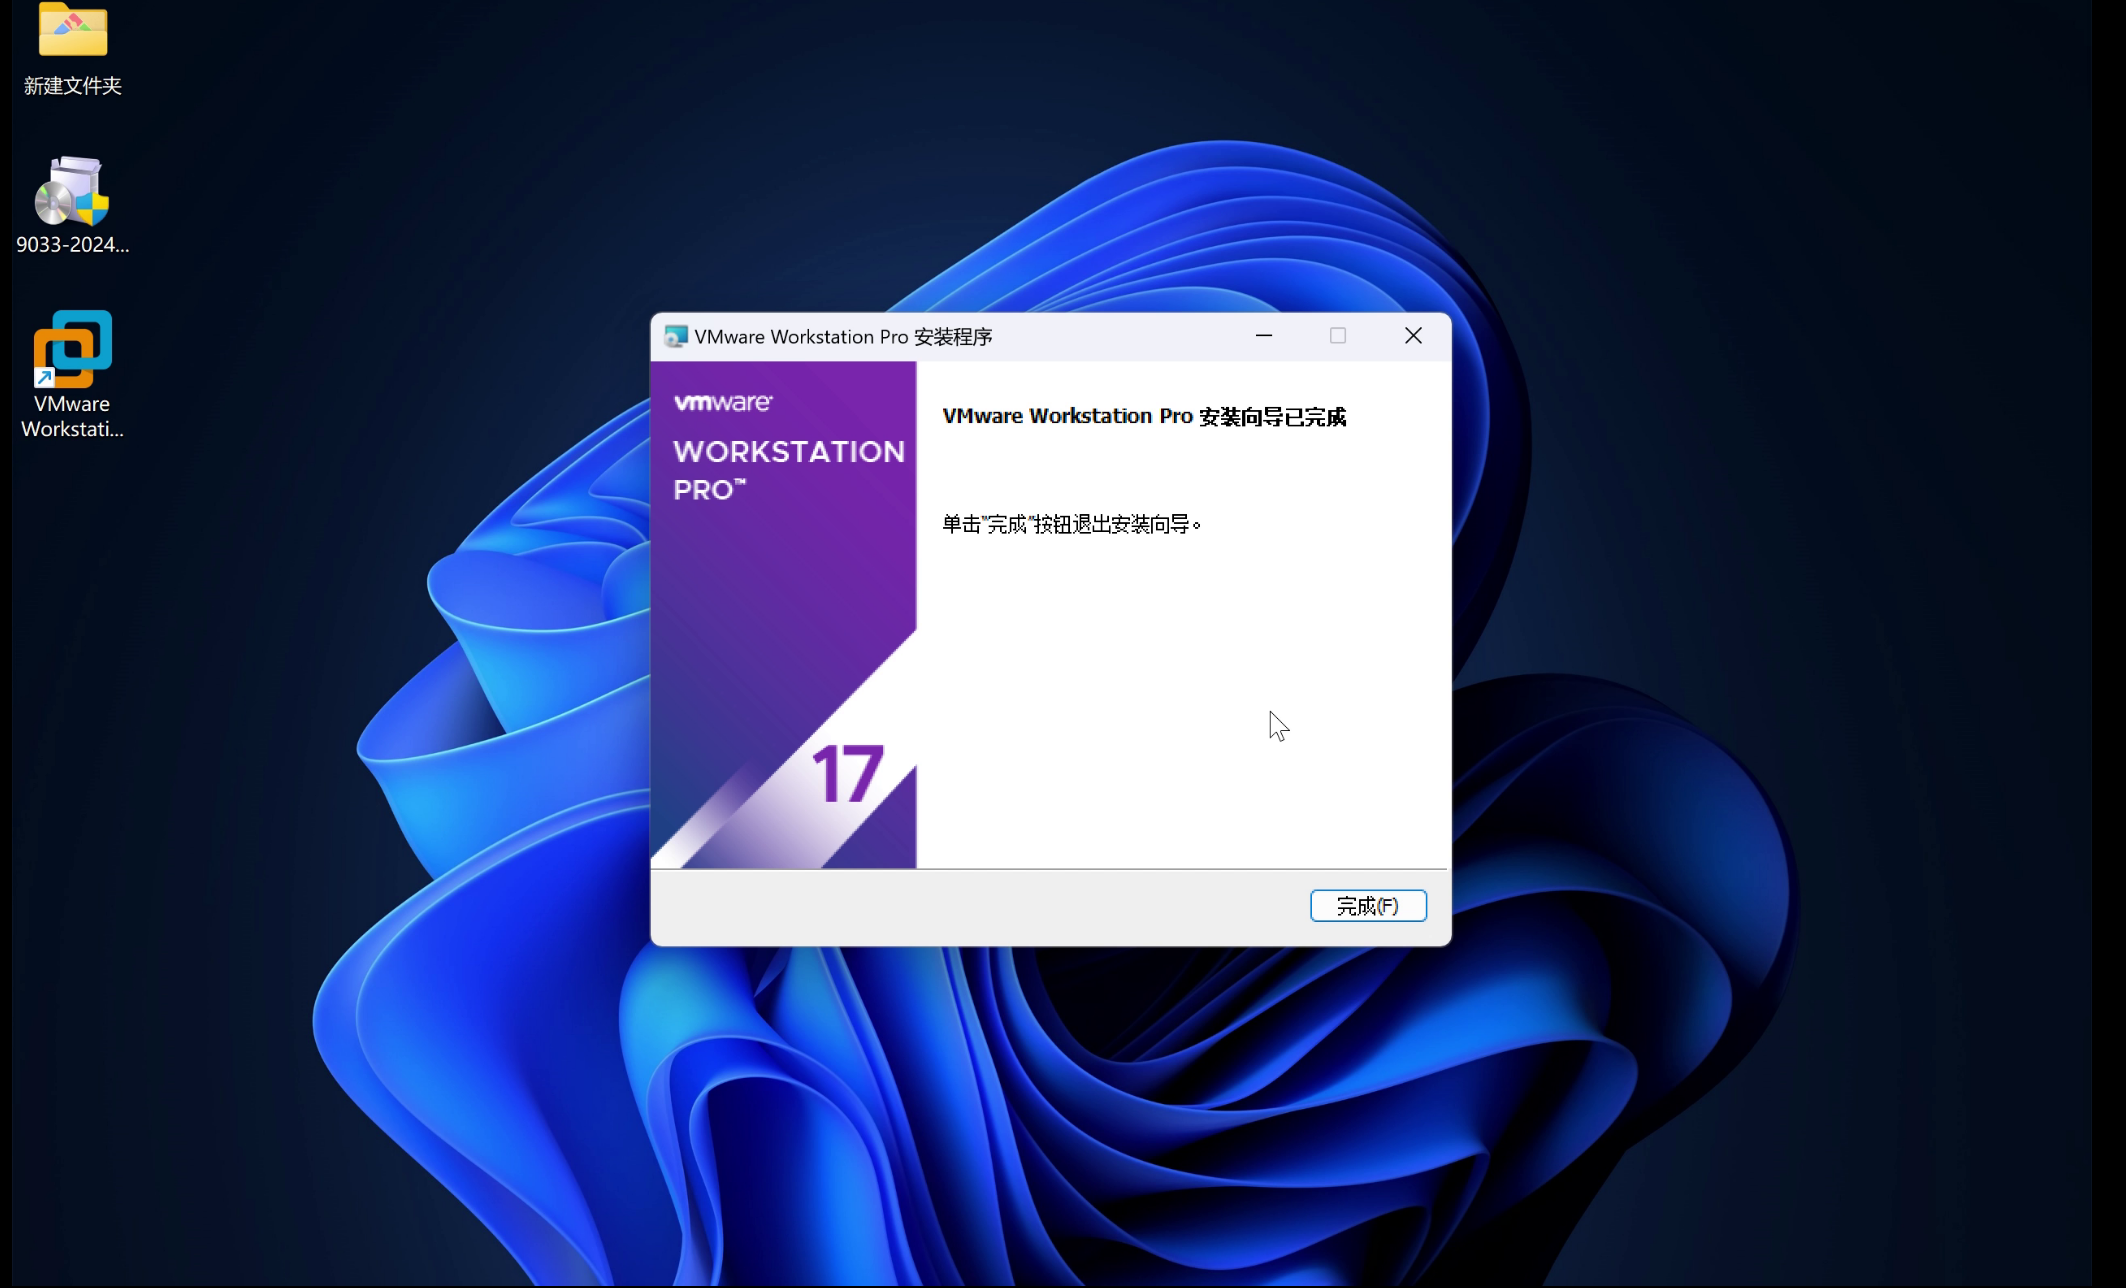 新建文件夹
9033-2024...
VMware
Workstati...
VMware Workstation Pro 安装程序
vmware®
WORKSTATION
PRO™
17
VMware Workstation Pro 安装向导已完成
单击"完成"按钮退出安装向导。
完成(F)